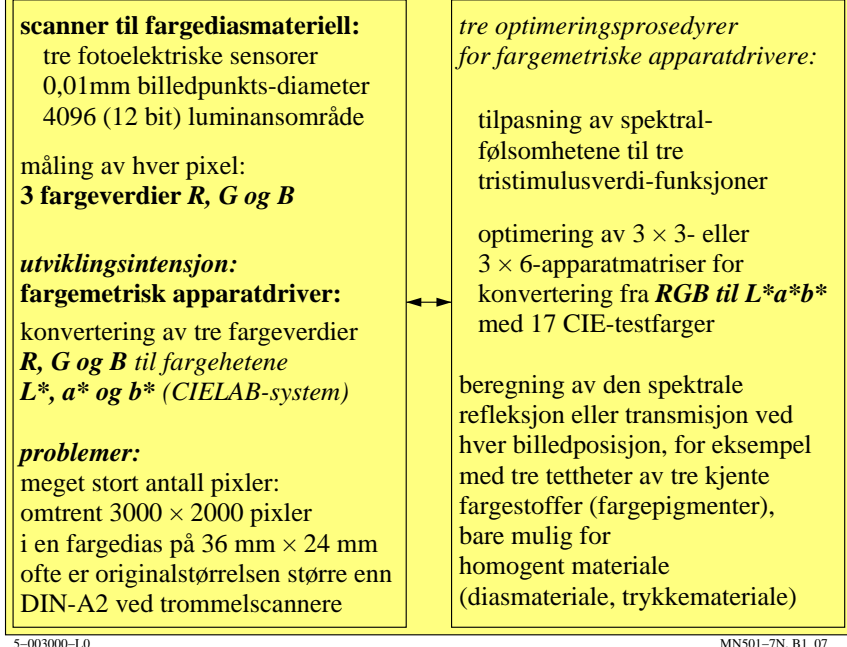 scanner til fargediasmateriell:
tre fotoelektriske sensorer
0,01mm billedpunkts-diameter
4096 (12 bit) luminansområde
måling av hver pixel:
3 fargeverdier R, G og B
utviklingsintensjon:
fargemetrisk apparatdriver:
konvertering av tre fargeverdier
R, G og B til fargehetene
L*, a* og b* (CIELAB-system)
problemer:
meget stort antall pixler:
omtrent 3000 × 2000 pixler
i en fargedias på 36 mm × 24 mm
ofte er originalstørrelsen større enn
DIN-A2 ved trommelscannere
tre optimeringsprosedyrer
for fargemetriske apparatdrivere:
tilpasning av spektral-
følsomhetene til tre
tristimulusverdi-funksjoner
optimering av 3 × 3- eller
3 × 6-apparatmatriser for
konvertering fra RGB til L*a*b*
med 17 CIE-testfarger
beregning av den spektrale
refleksjon eller transmisjon ved
hver billedposisjon, for eksempel
med tre tettheter av tre kjente
fargestoffer (fargepigmenter),
bare mulig for
homogent materiale
(diasmateriale, trykkemateriale)
5–003000–L0
MN501–7N, B1_07